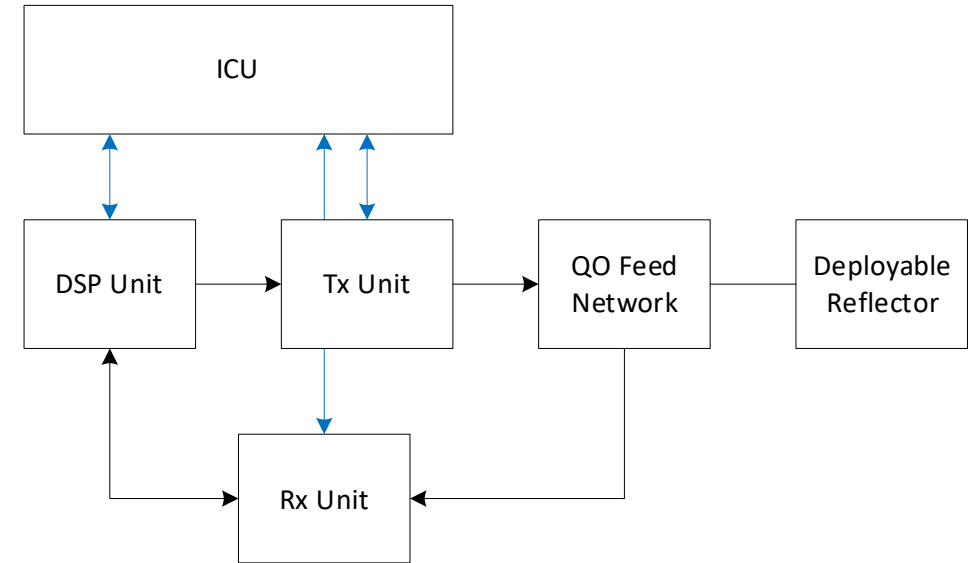 ICU
DSP Unit
Tx Unit
QO Feed
Network
Deployable
Reflector
Rx Unit